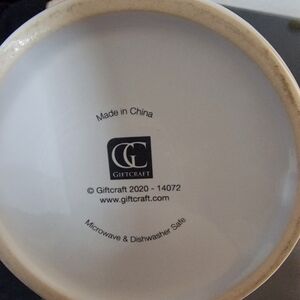 Made in China
GC
GIFTCRAFT
© Giftcraft 2020 - 14072
www.giftcraft.com
Microwave & Dishwasher Safe